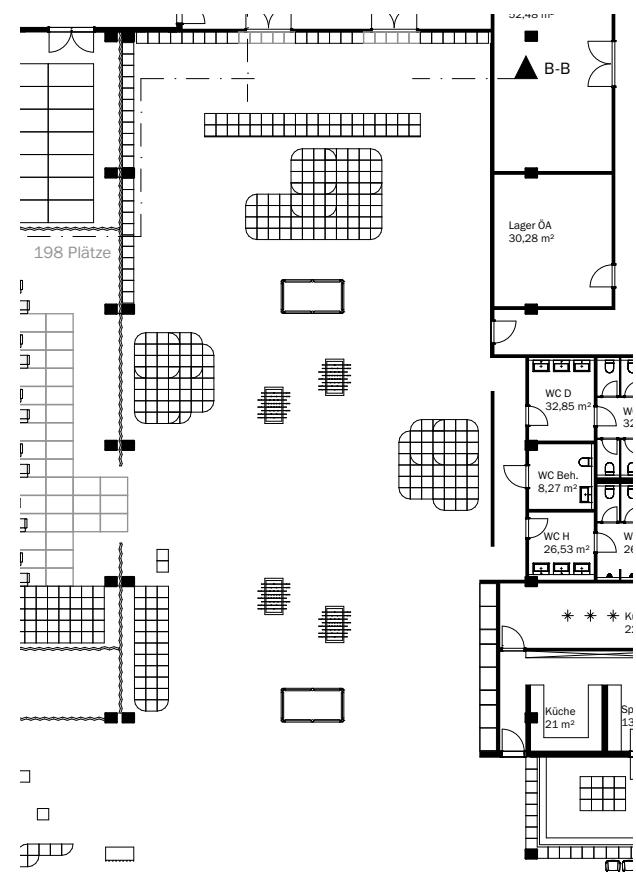 52,48 m²
B-B
Lager ÖA
30,28 m²
198 Plätze
WC D
32,85 m²
WC Beh.
8,27 m²
WC H
26,53 m²
Küche
21 m²